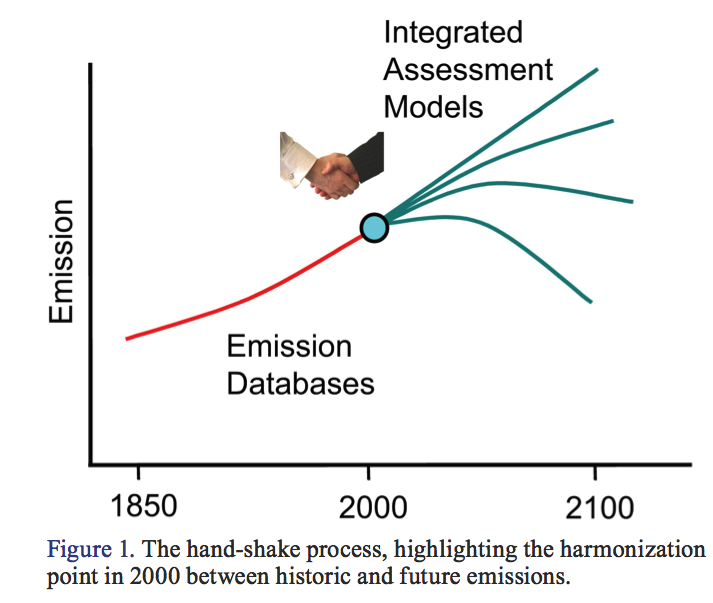 Integrated
Assessment
Models
Emission
Emission
Databases
1850
2000
2100
Figure 1. The hand-shake process, highlighting the harmonization
point in 2000 between historic and future emissions.